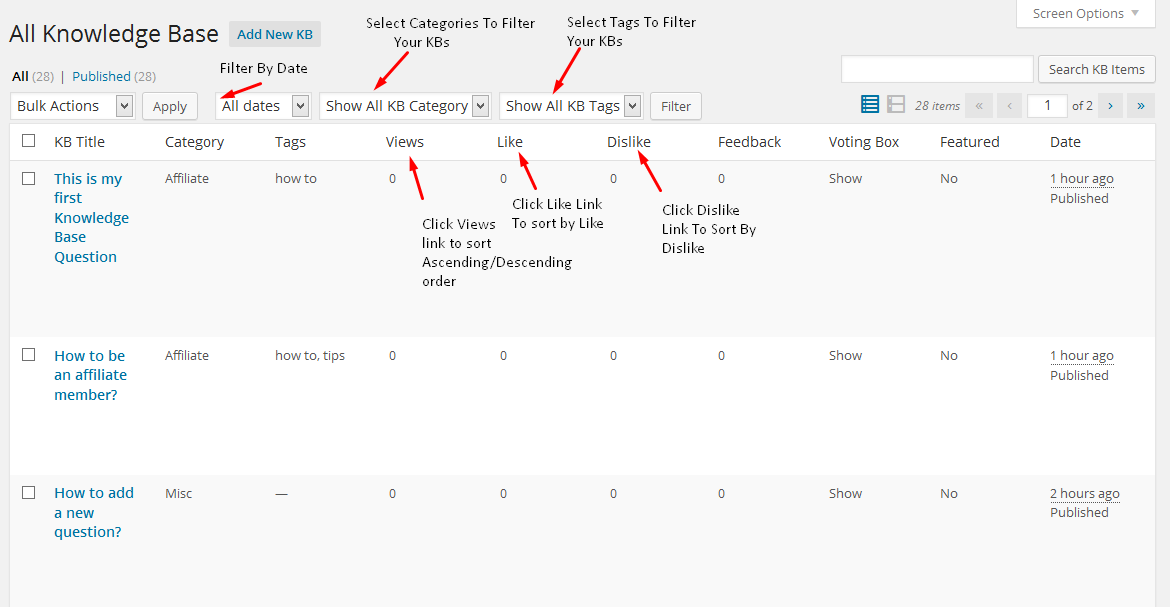 Screen Options
All Knowledge Base Add New KB
Select Categories To Filter
Your KBs
Select Tags To Filter
Your KBs
Filter By Date
All (28) | Published (28)
Search KB Items
Bulk Actions Apply All dates Show All KB Category Show All KB Tags Filter 28 items « ‹ 1 of 2 › »
KB Title Category Tags Views Like Dislike Feedback Voting Box Featured Date
This is my Affiliate how to 0 0 0 0 Show No 1 hour ago
first Published
Knowledge
Base
Question
Click Views
link to sort
Ascending/Descending
order
Click Like Link
To sort by Like
Click Dislike
Link To Sort By
Dislike
How to be Affiliate how to, tips 0 0 0 0 Show No 1 hour ago
an affiliate Published
member?
How to add Misc — 0 0 0 0 Show No 2 hours ago
a new Published
question?